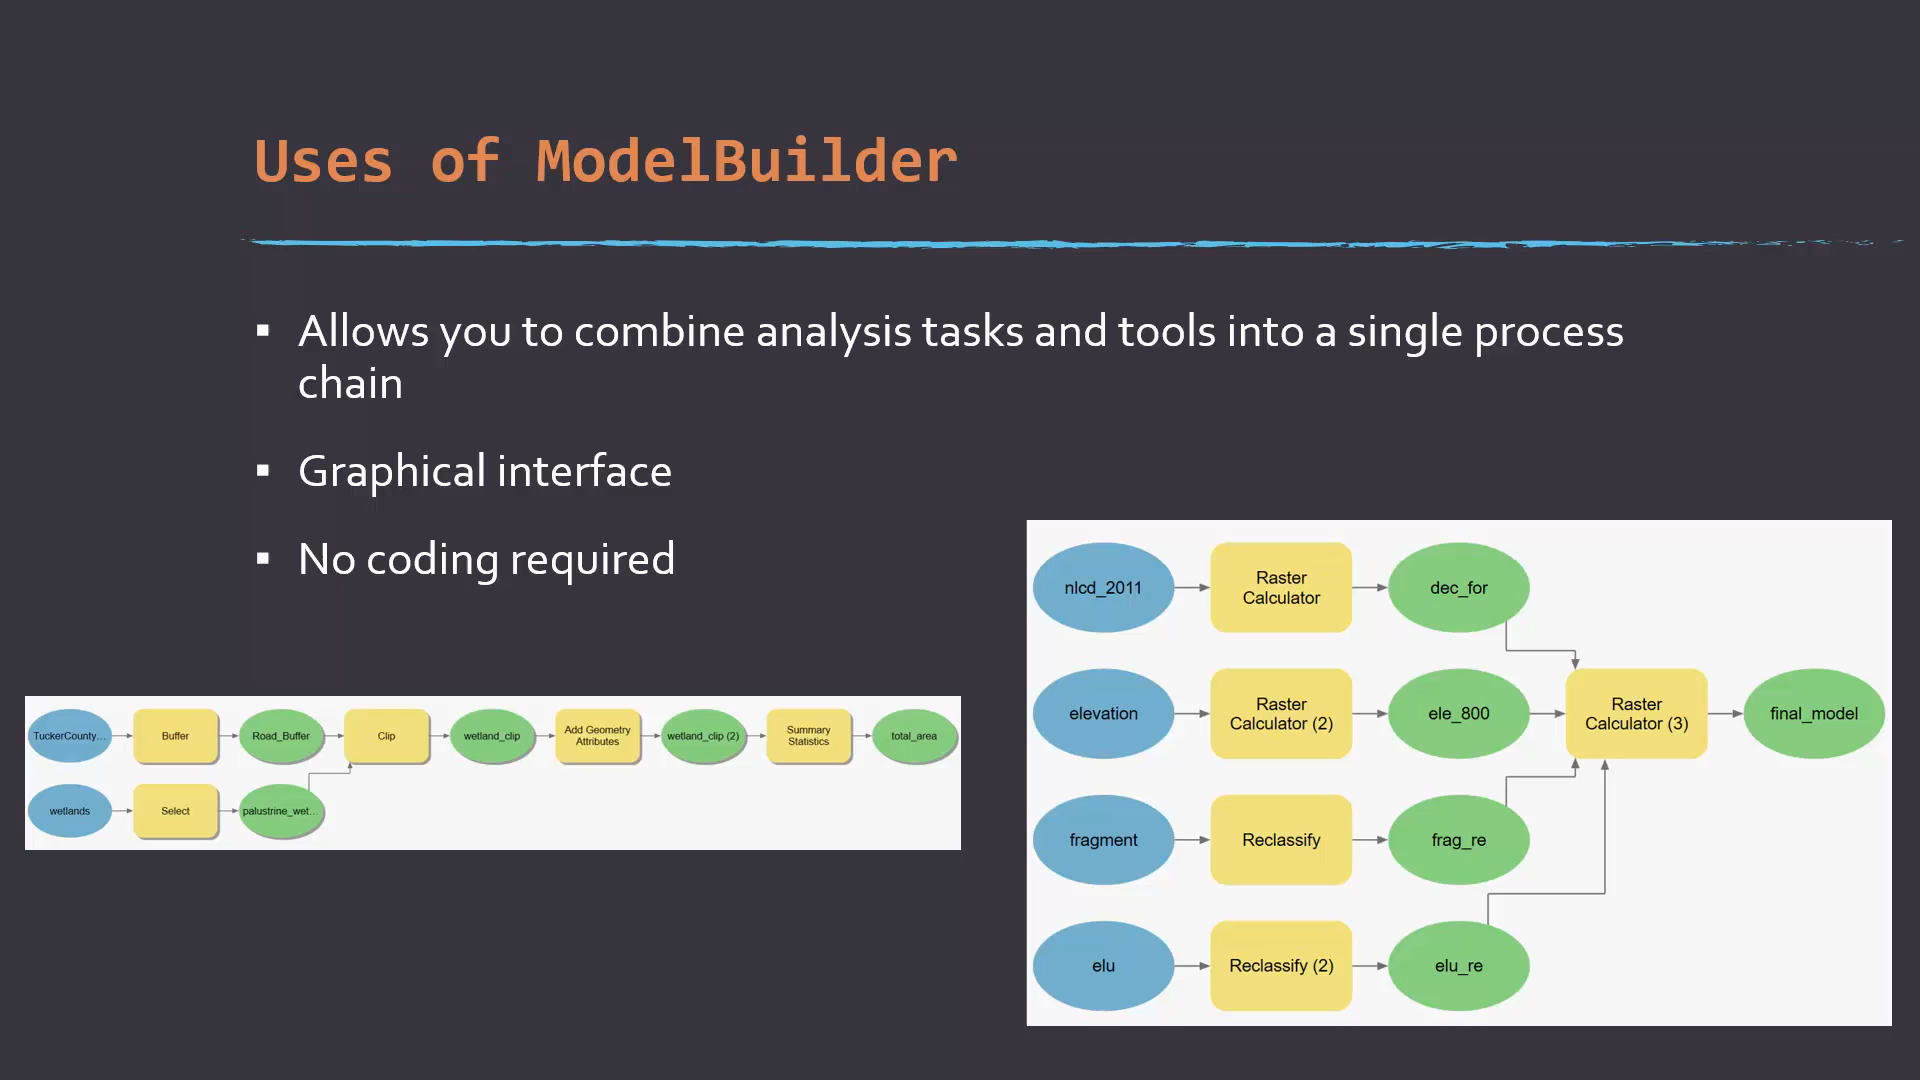 Uses of ModelBuilder
▪ Allows you to combine analysis tasks and tools into a single process
chain
▪ Graphical interface
▪ No coding required
TuckerCounty...
Buffer
Road_Buffer
Clip
wetland_clip
Add Geometry
Attributes
wetland_clip (2)
Summary
Statistics
total_area
wetlands
Select
palustrine_wet...
nlcd_2011
Raster
Calculator
dec_for
elevation
Raster
Calculator (2)
ele_800
Raster
Calculator (3)
final_model
fragment
Reclassify
frag_re
elu
Reclassify (2)
elu_re